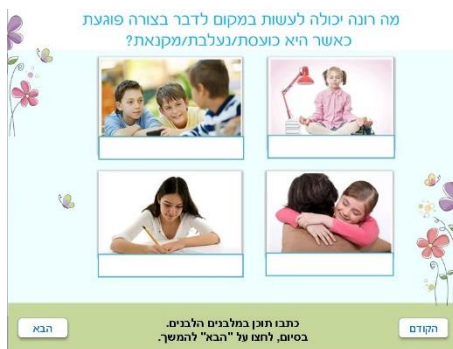 מה רונה יכולה לעשות במקום לדבר בצורה פוגעת
כאשר היא כועסת/נעלבת/מקנאת?
כתבו תוכן במלבנים הלבנים.
בסיום, לחצו על "הבא" להמשך.
הקודם
הבא